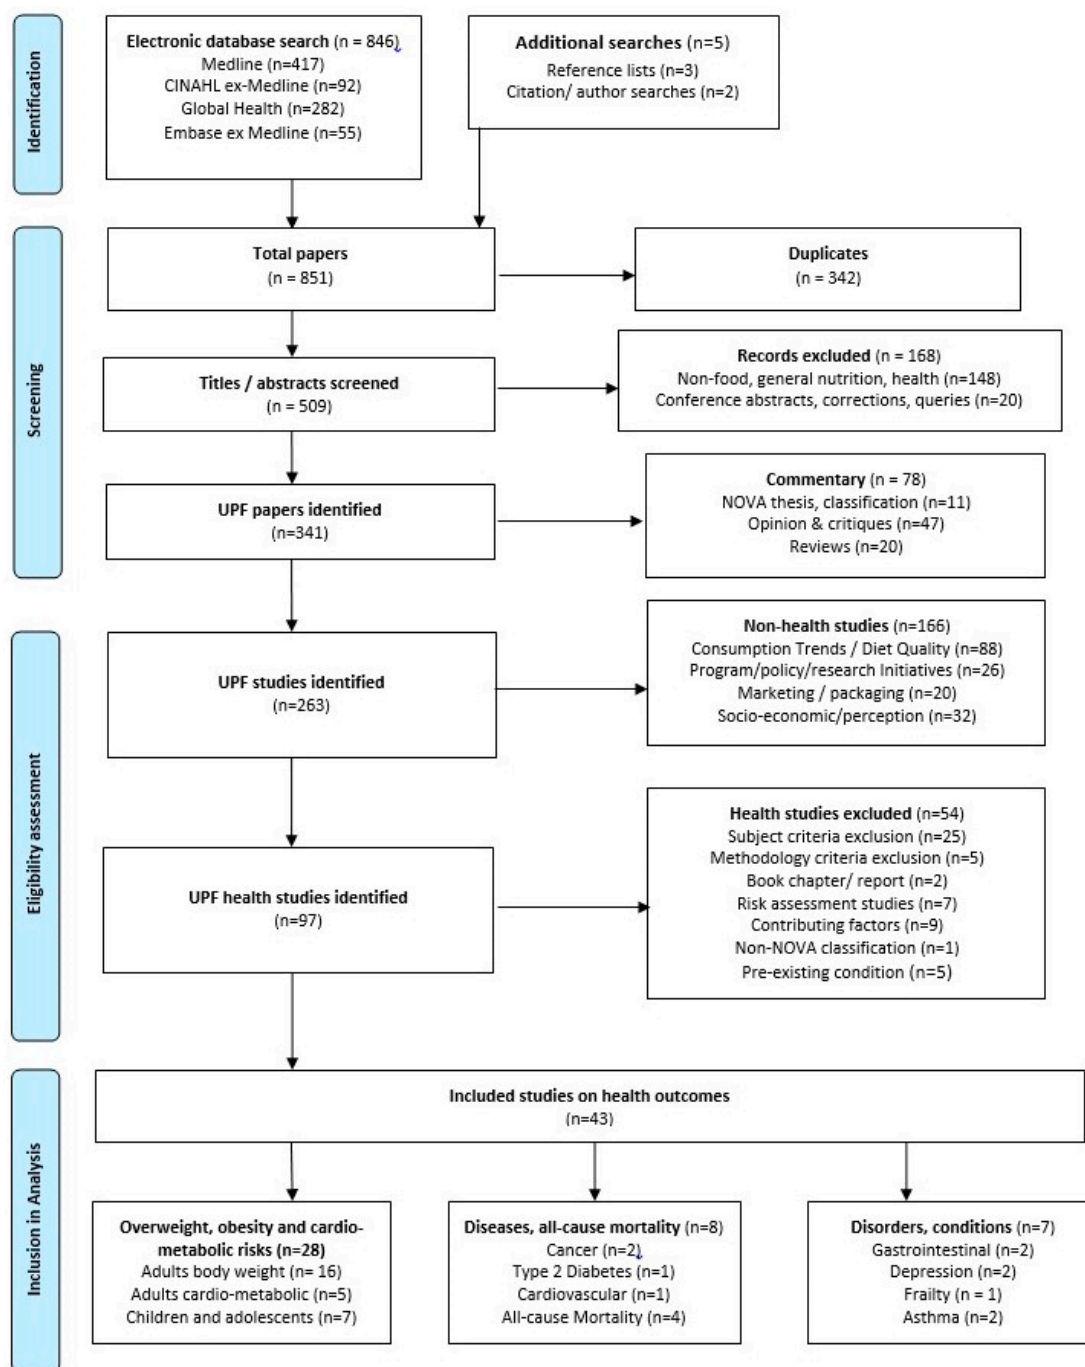 Identification
Electronic database search (n = 846)
Medline (n=417)
CINAHL ex-Medline (n=92)
Global Health (n=282)
Embase ex Medline (n=55)
Additional searches (n=5)
Reference lists (n=3)
Citation/ author searches (n=2)
Screening
Total papers
(n = 851)
Duplicates
(n = 342)
Titles / abstracts screened
(n = 509)
Records excluded (n = 168)
Non-food, general nutrition, health (n=148)
Conference abstracts, corrections, queries (n=20)
UPF papers identified
(n=341)
Commentary (n = 78)
NOVA thesis, classification (n=11)
Opinion & critiques (n=47)
Reviews (n=20)
Eligibility assessment
UPF studies identified
(n=263)
Non-health studies (n=166)
Consumption Trends / Diet Quality (n=88)
Program/policy/research Initiatives (n=26)
Marketing / packaging (n=20)
Socio-economic/perception (n=32)
UPF health studies identified
(n=97)
Health studies excluded (n=54)
Subject criteria exclusion (n=25)
Methodology criteria exclusion (n=5)
Book chapter/ report (n=2)
Risk assessment studies (n=7)
Contributing factors (n=9)
Non-NOVA classification (n=1)
Pre-existing condition (n=5)
Inclusion in Analysis
Included studies on health outcomes
(n=43)
Overweight, obesity and cardio-
metabolic risks (n=28)
Adults body weight (n= 16)
Adults cardio-metabolic (n=5)
Children and adolescents (n=7)
Diseases, all-cause mortality (n=8)
Cancer (n=2)
Type 2 Diabetes (n=1)
Cardiovascular (n=1)
All-cause Mortality (n=4)
Disorders, conditions (n=7)
Gastrointestinal (n=2)
Depression (n=2)
Frailty (n = 1)
Asthma (n=2)